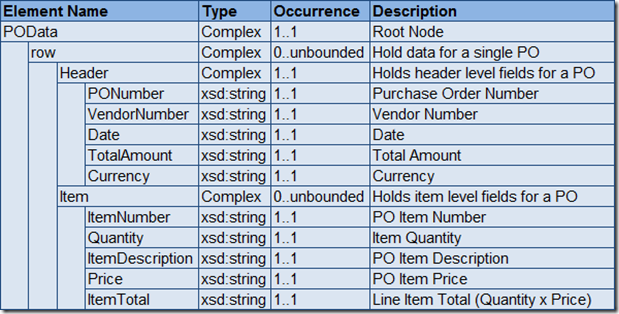 Element Name Type Occurrence Description
POData Complex 1..1 Root Node
row Complex 0..unbounded Hold data for a single PO
Header Complex 1..1 Holds header level fields for a PO
PONumber xsd:string 1..1 Purchase Order Number
VendorNumber xsd:string 1..1 Vendor Number
Date xsd:string 1..1 Date
TotalAmount xsd:string 1..1 Total Amount
Currency xsd:string 1..1 Currency
Item Complex 0..unbounded Holds item level fields for a PO
ItemNumber xsd:string 1..1 PO Item Number
Quantity xsd:string 1..1 Item Quantity
ItemDescription xsd:string 1..1 PO Item Description
Price xsd:string 1..1 PO Item Price
ItemTotal xsd:string 1..1 Line Item Total (Quantity x Price)